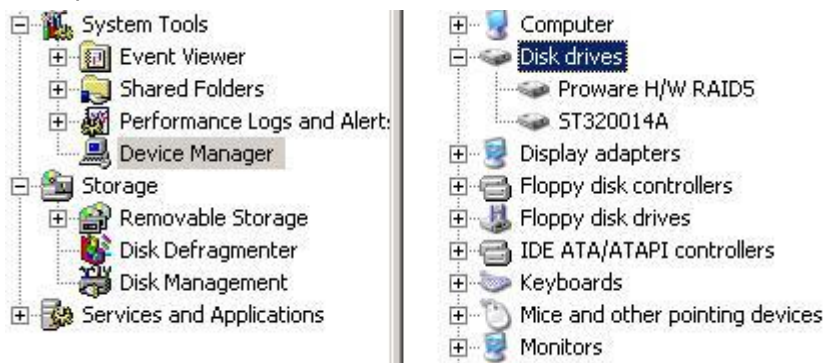 System Tools
Event Viewer
Shared Folders
Performance Logs and Alert
Device Manager
Storage
Removable Storage
Disk Defragmenter
Disk Management
Services and Applications
Computer
Disk drives
Proware H/W RAID5
ST320014A
Display adapters
Floppy disk controllers
Floppy disk drives
IDE ATA/ATAPI controllers
Keyboards
Mice and other pointing devices
Monitors